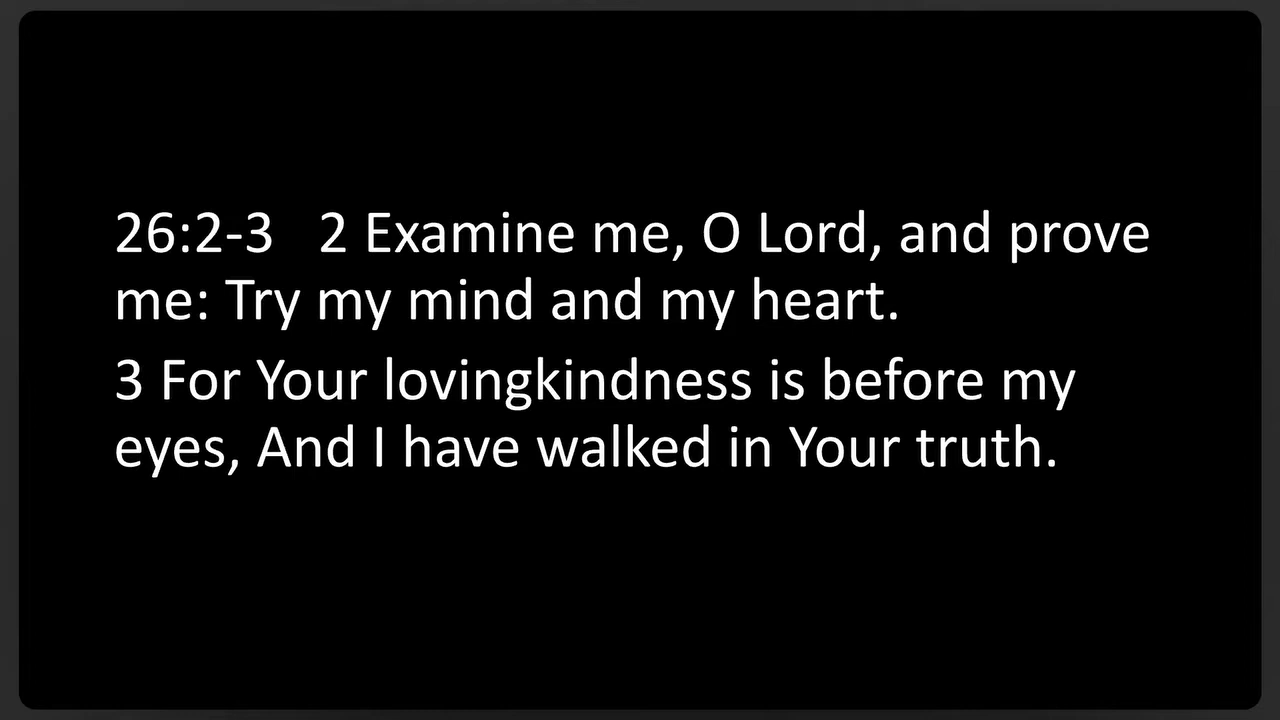 26:2-3   2 Examine me, O Lord, and prove
me: Try my mind and my heart.
3 For Your lovingkindness is before my
eyes, And I have walked in Your truth.